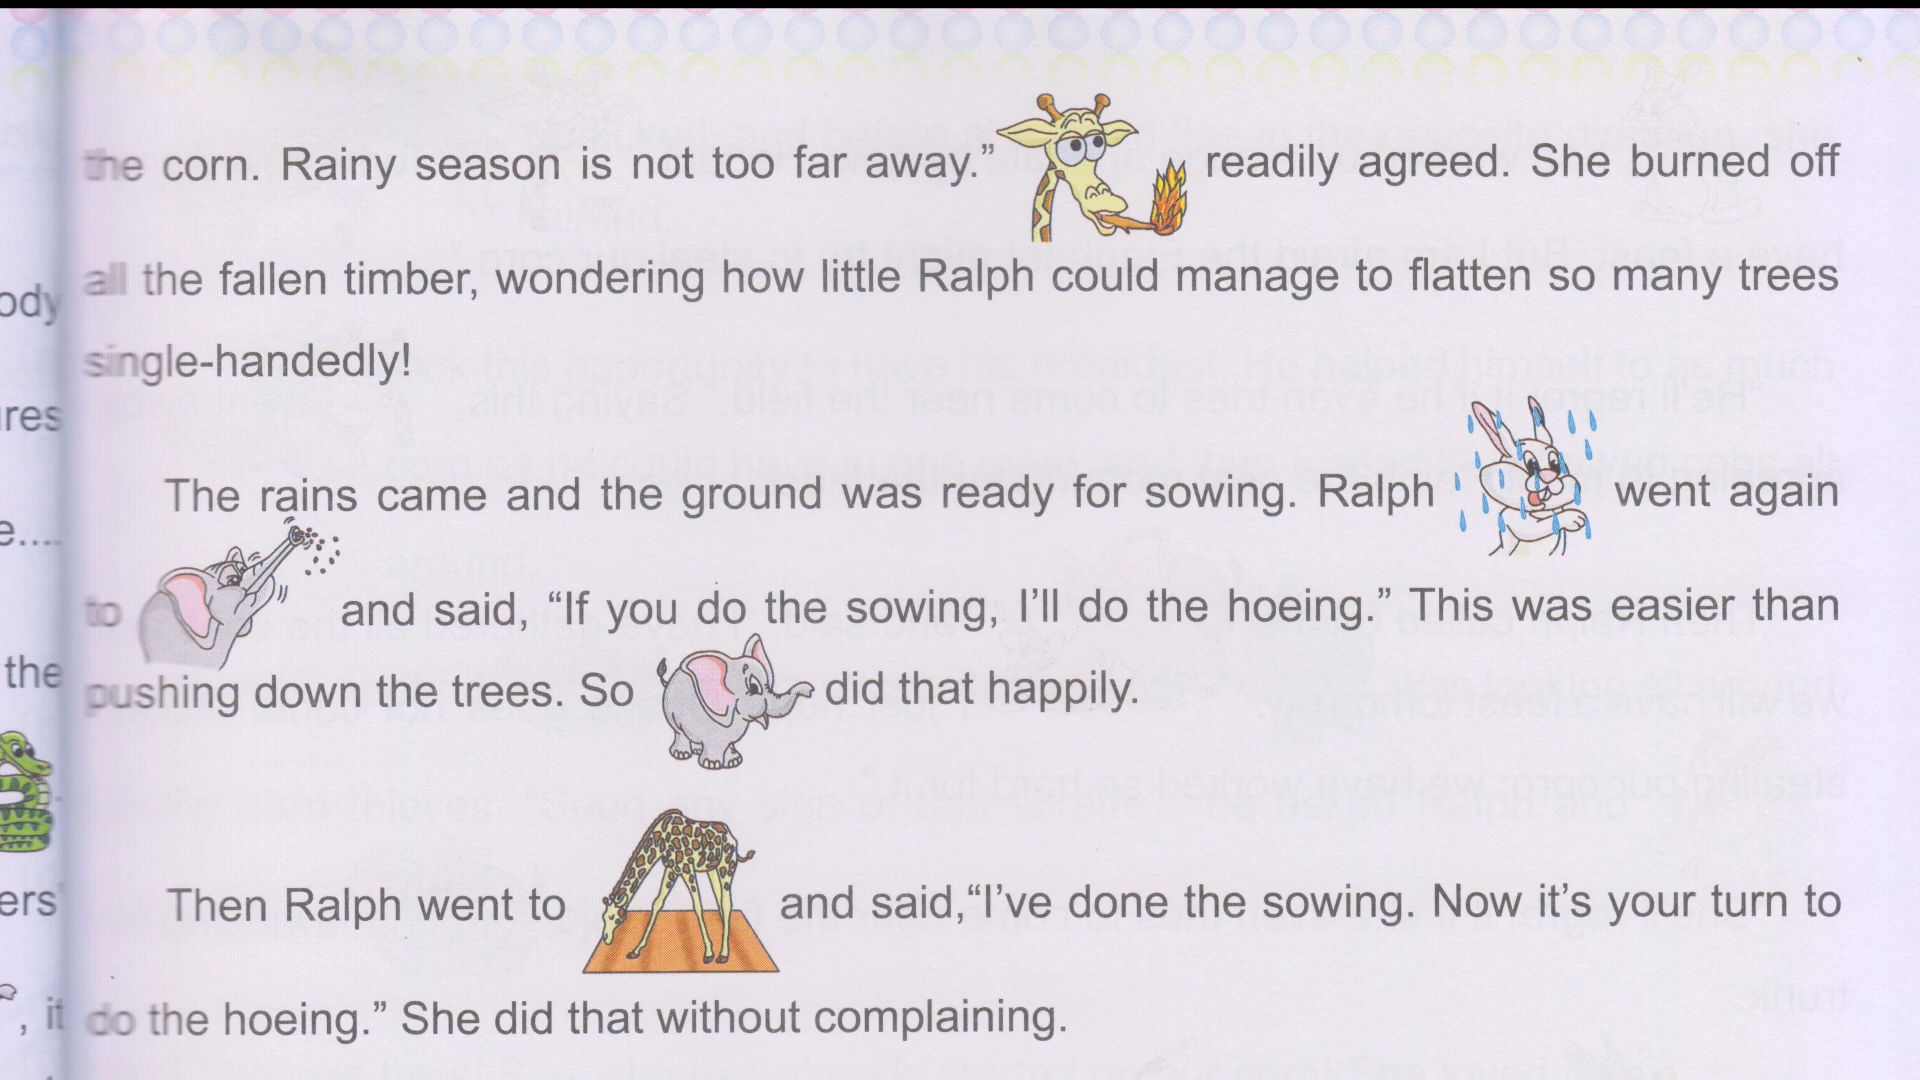 the corn. Rainy season is not too far away.” readily agreed. She burned off
all the fallen timber, wondering how little Ralph could manage to flatten so many trees
single-handedly!
The rains came and the ground was ready for sowing. Ralph went again
to and said, “If you do the sowing, I’ll do the hoeing.” This was easier than
pushing down the trees. So did that happily.
Then Ralph went to and said,“I’ve done the sowing. Now it’s your turn to
do the hoeing.” She did that without complaining.